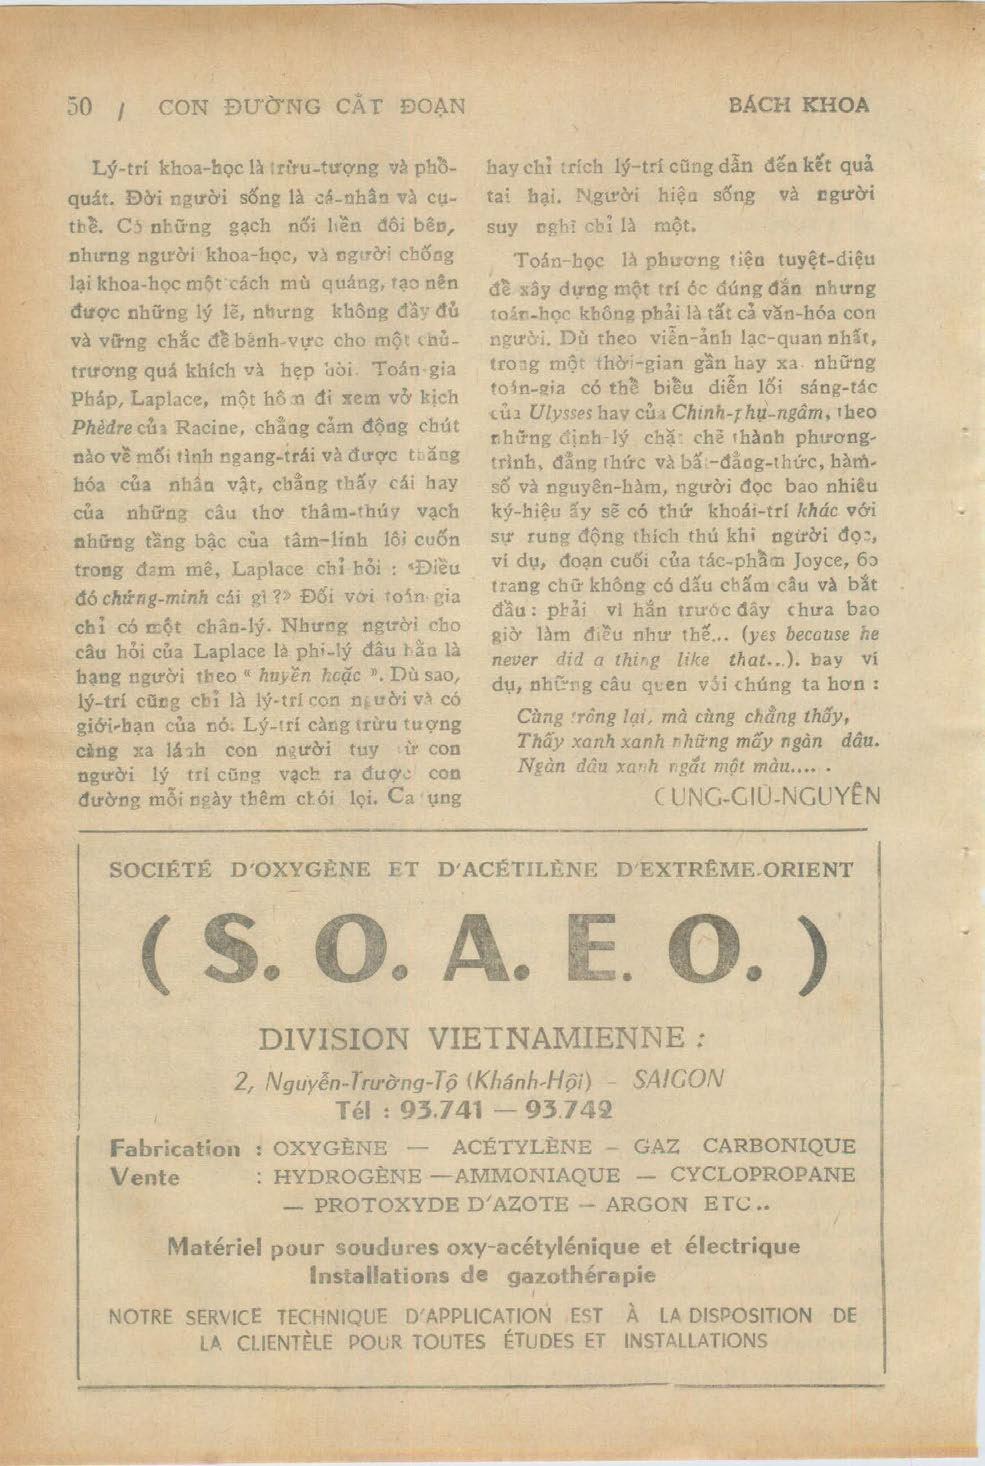 50 / CON ĐƯỜNG CẮT ĐOẠN
BÁCH KHOA
Lý-trí khoa-học là trừu-tượng và phổ-
quát. Đời người sống là cá-nhân và cụ-
thể. Có những gạch nối liền đôi bên,
nhưng người khoa-học, và người chống
lại khoa-học một cách mù quáng, tạo nên
được những lý lẽ, nhưng không đầy đủ
và vững chắc để bênh-vực cho một chủ-
trương quá khích và hẹp hòi. Toán-gia
Pháp, Laplace, một hôm đi xem vở kịch
Phèdre của Racine, chẳng cảm động chút
nào về mối tình ngang-trái và được thăng
hóa của nhân vật, chẳng thấy cái hay
của những câu thơ thâm-thúy vạch
những tầng bậc của tâm-linh lôi cuốn
trong đam mê, Laplace chỉ hỏi : «Điều
đó chứng-minh cái gì ?» Đối với toán-gia
chỉ có một chân-lý. Nhưng người cho
câu hỏi của Laplace là phi-lý đâu hẳn là
hạng người theo « huyền hoặc ». Dù sao,
lý-trí cũng chỉ là lý-trí con người và có
giới-hạn của nó. Lý-trí càng trừu tượng
càng xa lánh con người tuy từ con
người lý trí cũng vạch ra được con
đường mỗi ngày thêm chói lọi. Ca tụng
hay chỉ trích lý-trí cũng dẫn đến kết quả
tai hại. Người hiện sống và người
suy nghĩ chỉ là một.
Toán-học là phương tiện tuyệt-diệu
để xây dựng một trí óc đúng đắn nhưng
toán-học không phải là tất cả văn-hóa con
người. Dù theo viễn-ảnh lạc-quan nhất,
trong một thời-gian gần hay xa những
toán-gia có thể biểu diễn lối sáng-tác
của Ulysses hay của Chinh-phụ-ngâm, theo
những định-lý chặt chẽ thành phương-
trình, đẳng thức và bất-đẳng-thức, hàm-
số và nguyên-hàm, người đọc bao nhiêu
ký-hiệu ấy sẽ có thứ khoái-trí khác với
sự rung động thích thú khi người đọc,
ví dụ, đoạn cuối của tác-phẩm Joyce, 60
trang chữ không có dấu chấm câu và bắt
đầu : phải vì hắn trước đây chưa bao
giờ làm điều như thế... (yes because he
never did a thing like that...). hay ví
dụ, những câu quen với chúng ta hơn :
Cùng trông lại, mà cùng chẳng thấy,
Thấy xanh xanh những mấy ngàn dâu.
Ngàn dâu xanh ngắt một màu..... .
CUNG-GIŨ-NGUYÊN
SOCIÉTÉ D'OXYGÈNE ET D'ACÉTILÈNE D'EXTRÊME-ORIENT
( S. O. A. E. O. )
DIVISION VIETNAMIENNE :
2, Nguyễn-Trường-Tộ (Khánh-Hội) — SAIGON
Tél : 93.741 — 93.742
Fabrication : OXYGÈNE — ACÉTYLÈNE — GAZ CARBONIQUE
Vente : HYDROGÈNE — AMMONIAQUE — CYCLOPROPANE
— PROTOXYDE D'AZOTE — ARGON ETC..
Matériel pour soudures oxy-acétylénique et électrique
Installations de gazothérapie
NOTRE SERVICE TECHNIQUE D'APPLICATION EST À LA DISPOSITION DE
LA CLIENTÈLE POUR TOUTES ÉTUDES ET INSTALLATIONS